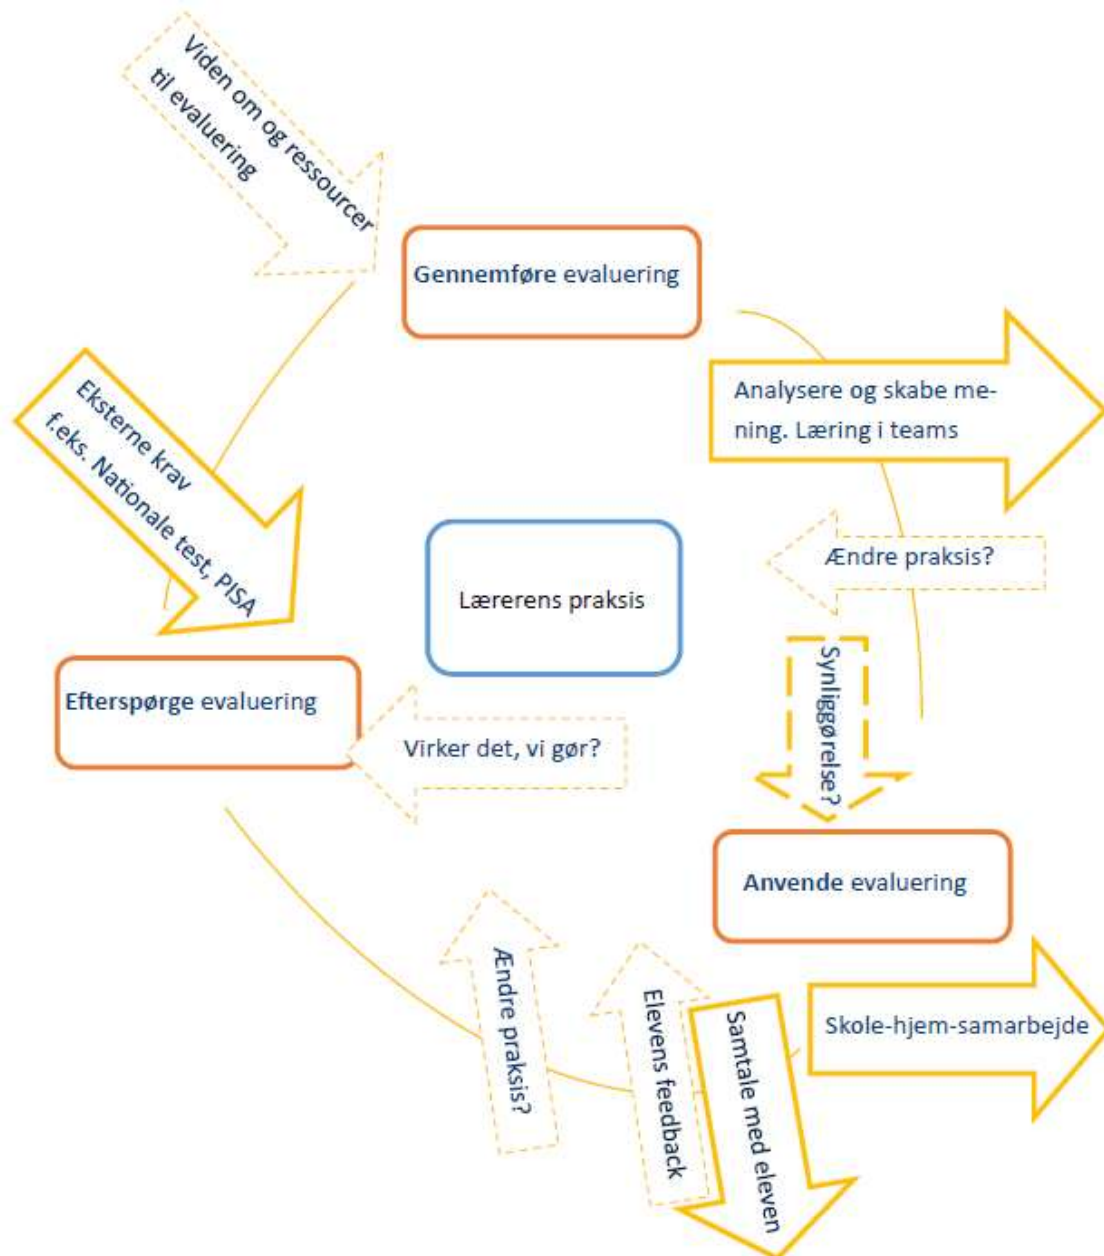 Viden om og ressourcer
til evaluering
Gennemføre evaluering
Eksterne krav
f.eks. Nationale test, PISA
Analysere og skabe me-
ning. Læring i teams
Ændre praksis?
Lærerens praksis
Synliggørelse?
Efterspørge evaluering
Virker det, vi gør?
Anvende evaluering
Ændre praksis?
Elevens feedback
Samtale med eleven
Skole-hjem-samarbejde